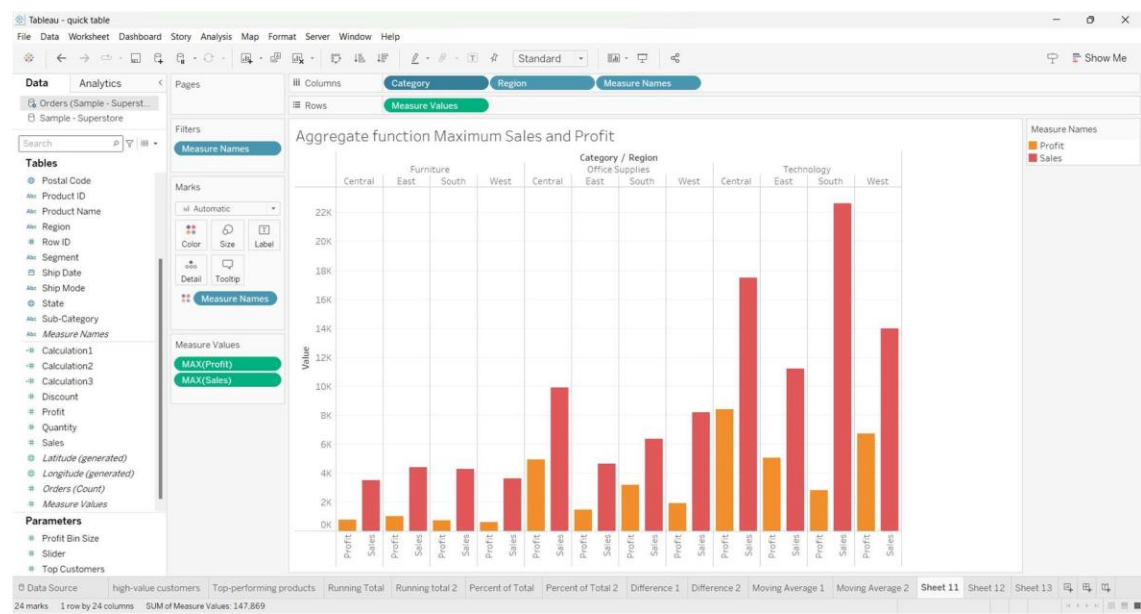 Tableau - quick table
File Data Worksheet Dashboard Story Analysis Map Format Server Window Help
Standard
Show Me
Data Analytics
Orders (Sample - Superst...
Sample - Superstore
Search
Tables
Postal Code
Abc Product ID
Abc Product Name
Abc Region
# Row ID
Abc Segment
Ship Date
Abc Ship Mode
State
Abc Sub-Category
Abc Measure Names
=# Calculation1
=# Calculation2
=# Calculation3
# Discount
# Profit
# Quantity
# Sales
Latitude (generated)
Longitude (generated)
# Orders (Count)
# Measure Values
Parameters
# Profit Bin Size
# Slider
# Top Customers
Pages
Filters
Measure Names
Marks
Automatic
Color Size Label
Detail Tooltip
Measure Names
Measure Values
MAX(Profit)
MAX(Sales)
Columns Category Region Measure Names
Rows Measure Values
Aggregate function Maximum Sales and Profit
Category / Region
Furniture Office Supplies Technology
Central East South West Central East South West Central East South West
Value
22K
20K
18K
16K
14K
12K
10K
8K
6K
4K
2K
0K
Profit Sales Profit Sales Profit Sales Profit Sales Profit Sales Profit Sales Profit Sales Profit Sales Profit Sales Profit Sales Profit Sales Profit Sales
Measure Names
Profit
Sales
Data Source high-value customers Top-performing products Running Total Running total 2 Percent of Total Percent of Total 2 Difference 1 Difference 2 Moving Average 1 Moving Average 2 Sheet 11 Sheet 12 Sheet 13
24 marks 1 row by 24 columns SUM of Measure Values: 147.869